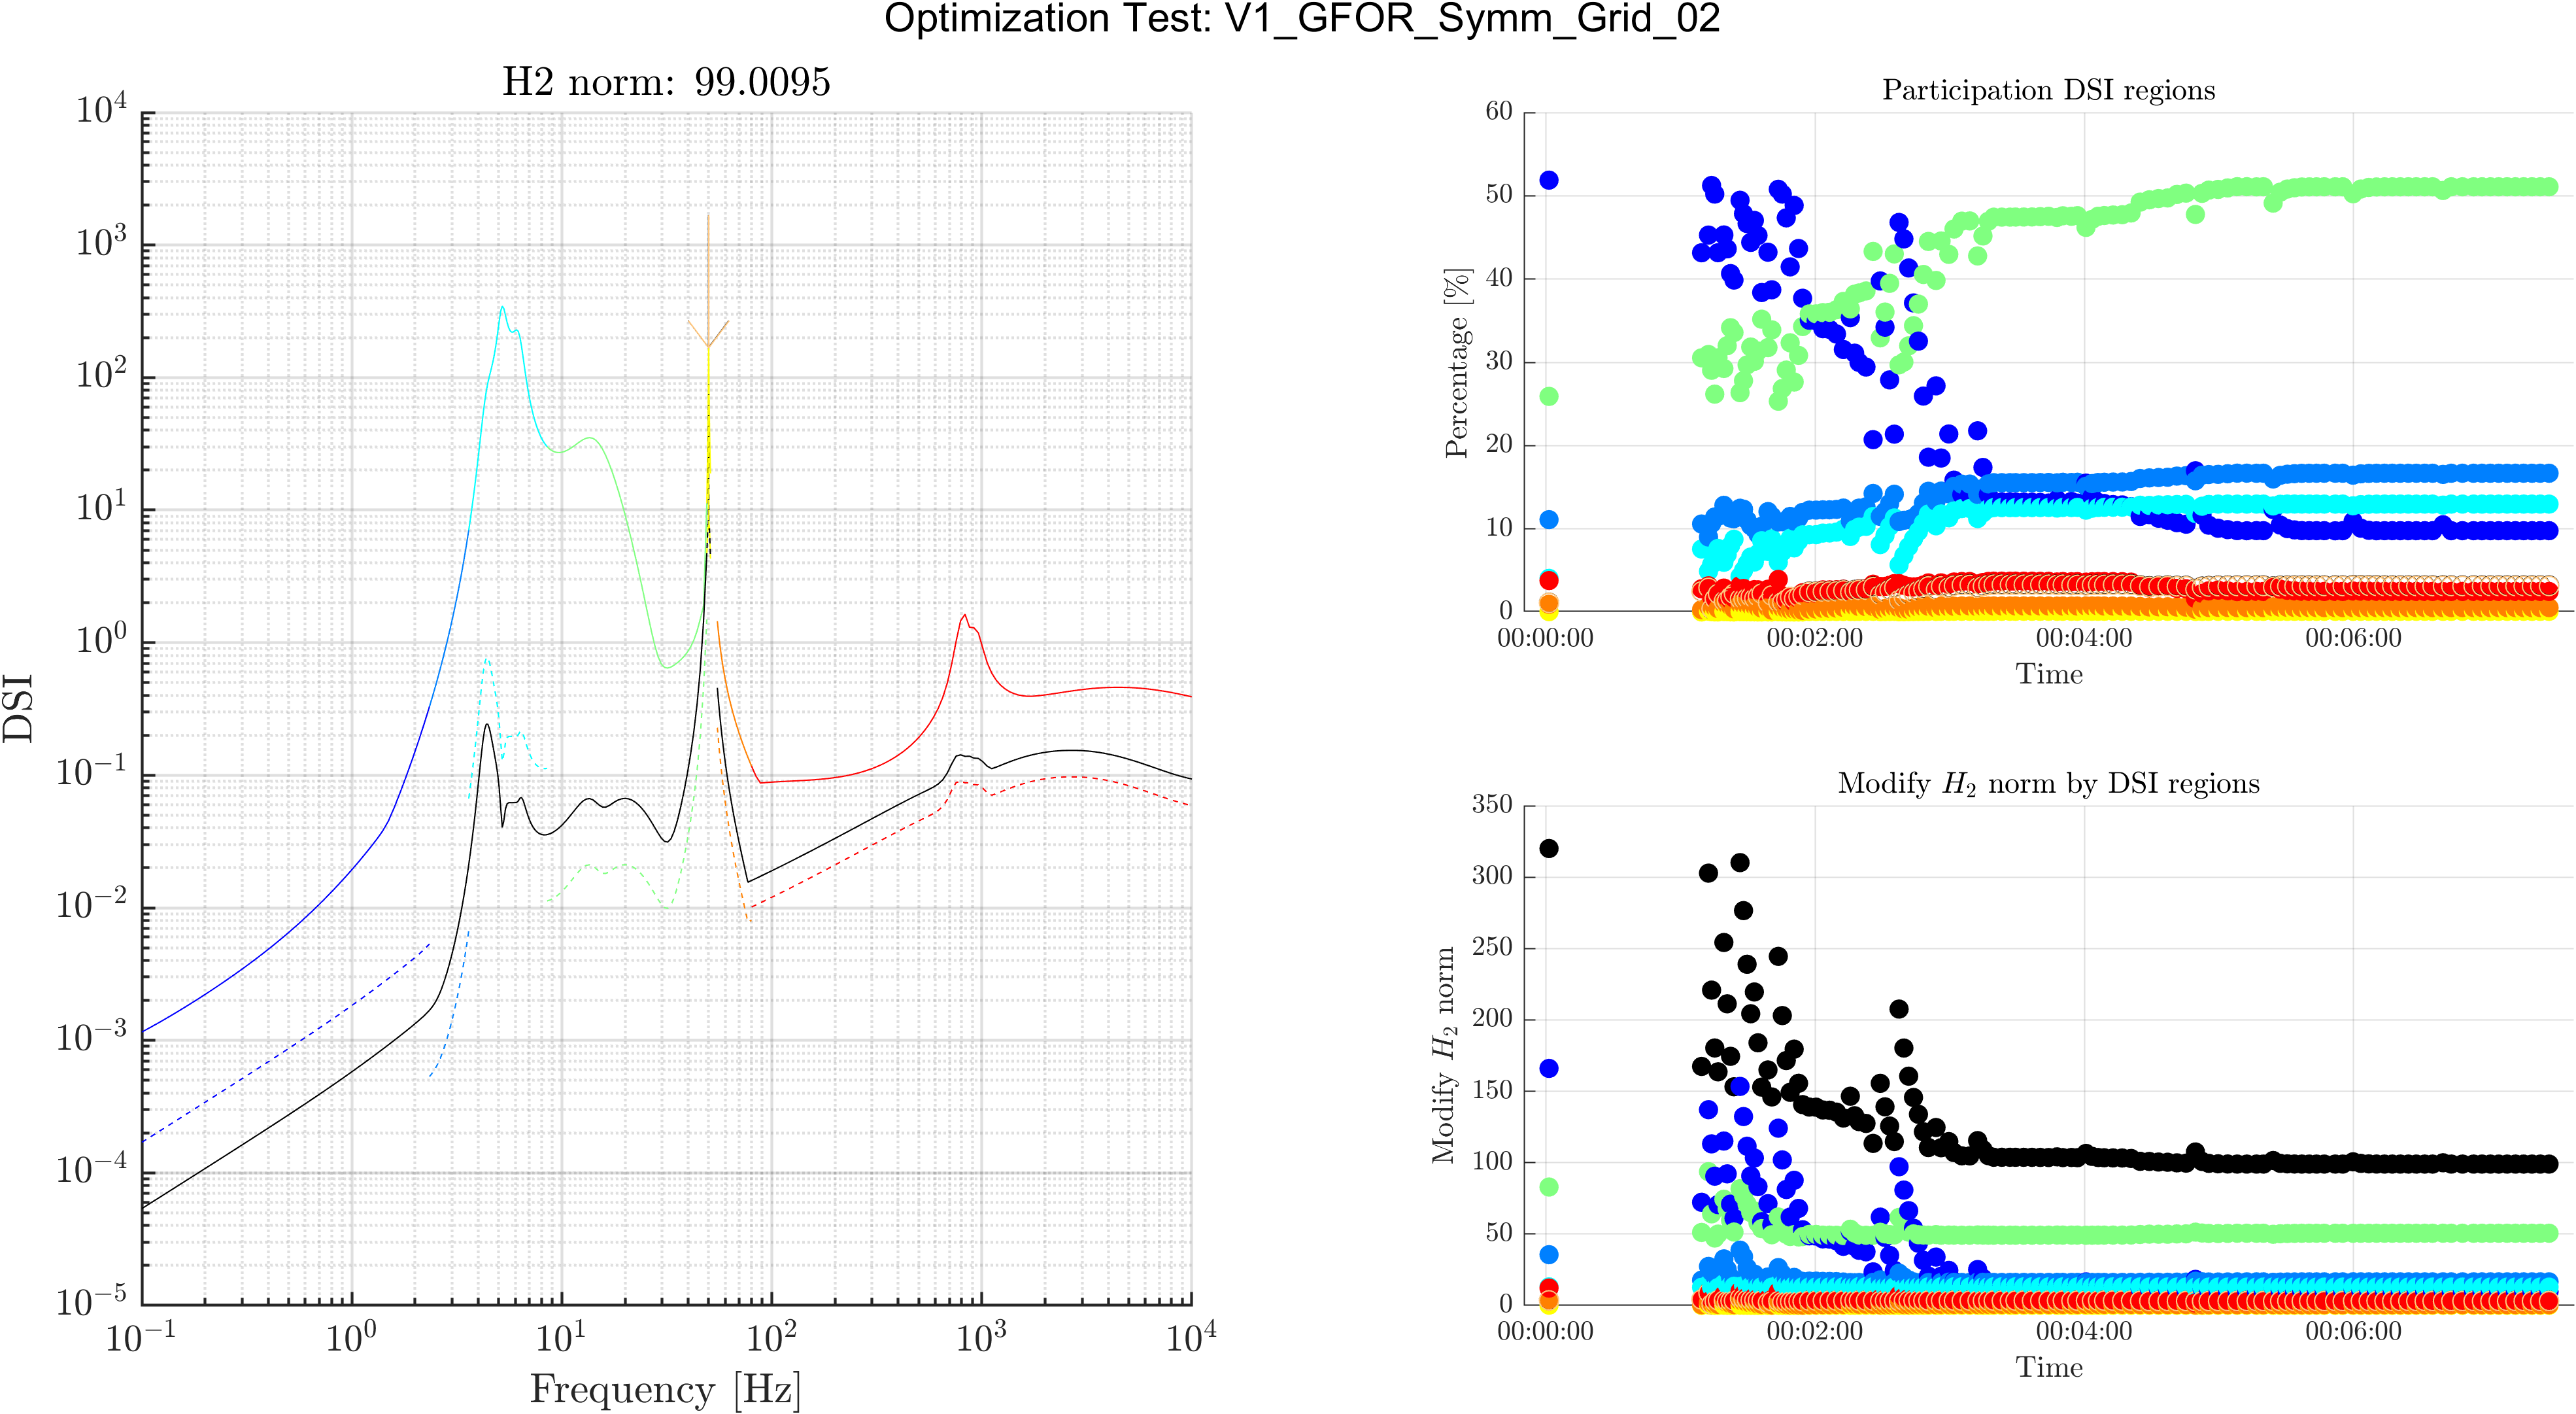 Optimization Test: V1_GFOR_Symm_Grid_02
H2 norm: 99.0095
10^4
10^3
10^2
10^1
10^0
10^-1
10^-2
10^-3
10^-4
10^-5
DSI
10^-1 10^0 10^1 10^2 10^3 10^4
Frequency [Hz]
Participation DSI regions
60
50
40
30
20
10
0
Percentage [%]
00:00:00 00:02:00 00:04:00 00:06:00
Time
Modify H_2 norm by DSI regions
350
300
250
200
150
100
50
0
Modify H_2 norm
00:00:00 00:02:00 00:04:00 00:06:00
Time